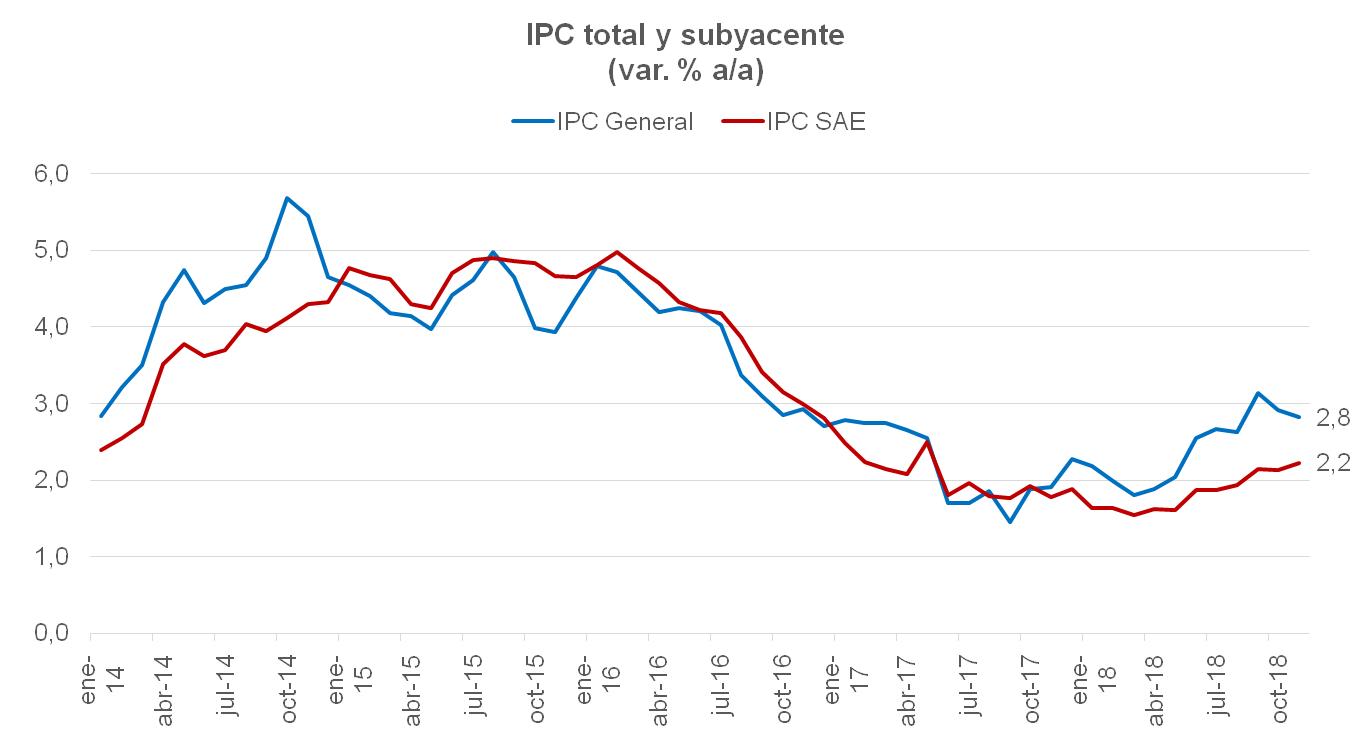 IPC total y subyacente
(var. % a/a)
IPC General
IPC SAE
6,0
5,0
4,0
3,0
2,0
1,0
0,0
2,8
2,2
ene-
14
abr-14
jul-14
oct-14
ene-
15
abr-15
jul-15
oct-15
ene-
16
abr-16
jul-16
oct-16
ene-
17
abr-17
jul-17
oct-17
ene-
18
abr-18
jul-18
oct-18